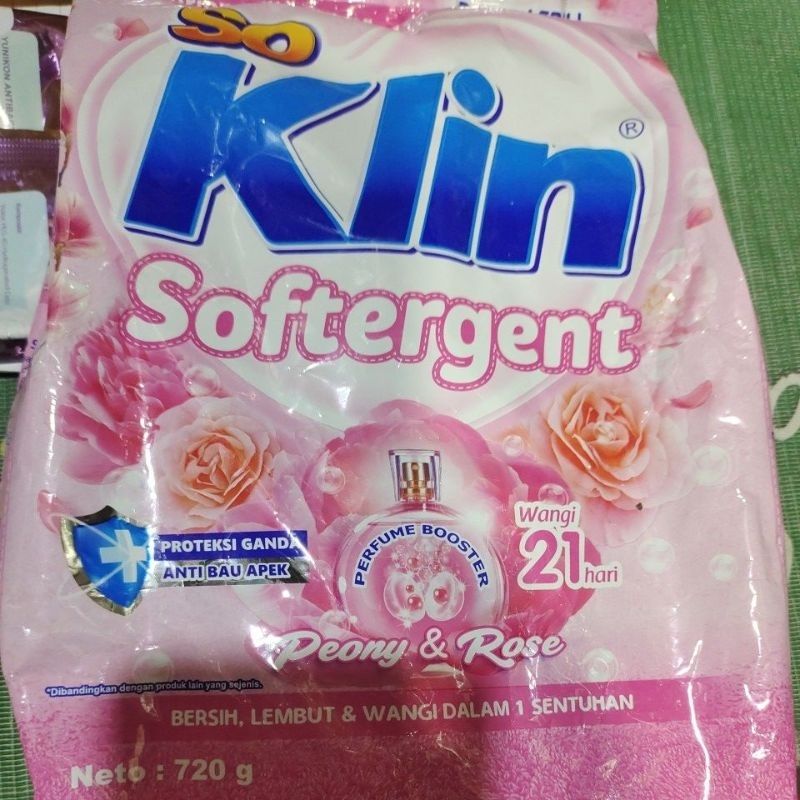 YUNIKON
SO
Klin®
Softergent
PROTEKSI GANDA
ANTI BAU APEK
PERFUME BOOSTER
Wangi
21 hari
Peony & Rose
*Dibandingkan dengan produk lain yang sejenis.
BERSIH, LEMBUT & WANGI DALAM 1 SENTUHAN
Neto : 720 g